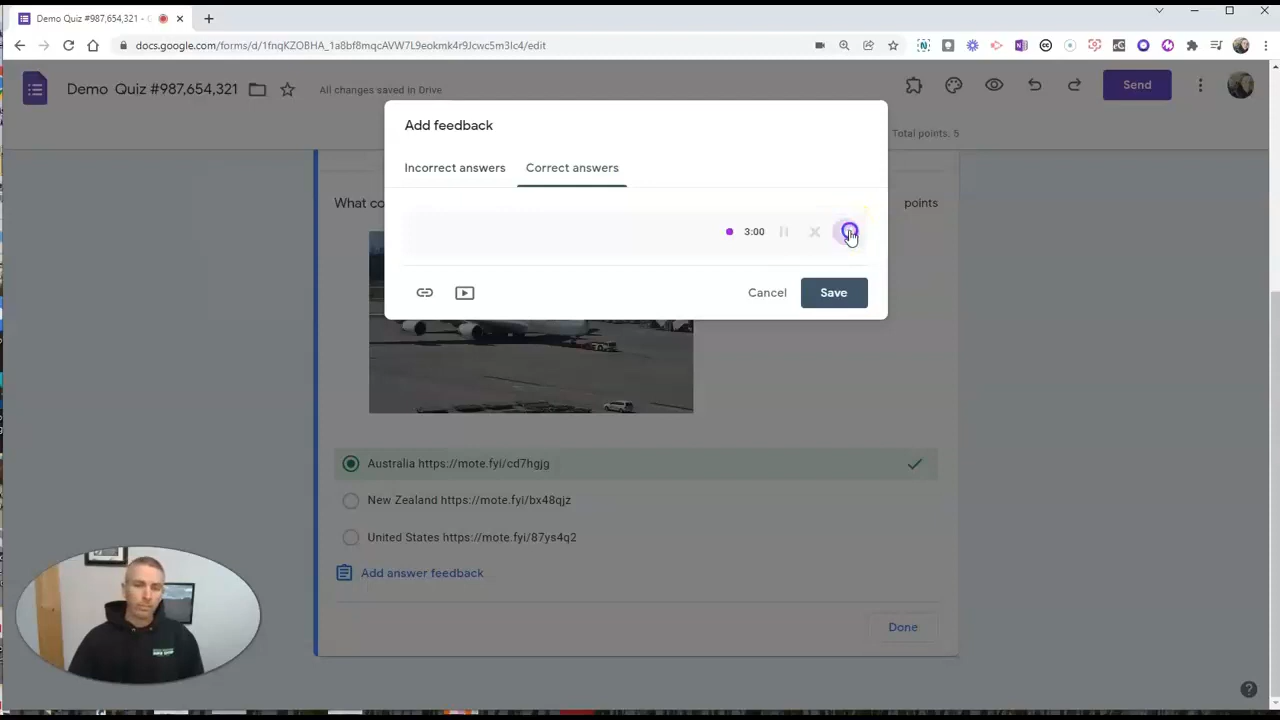 Demo Quiz #987,654,321 -
docs.google.com/forms/d/1fnqKZOBHA_1a8bf8mqcAVW7L9eokmk4r9Jcwc5m3lc4/edit
Demo Quiz #987,654,321
All changes saved in Drive
Send
Total points: 5
Add feedback
Incorrect answers
Correct answers
What co
points
3:00
Cancel
Save
Australia https://mote.fyi/cd7hgjg
New Zealand https://mote.fyi/bx48qjz
United States https://mote.fyi/87ys4q2
Add answer feedback
Done